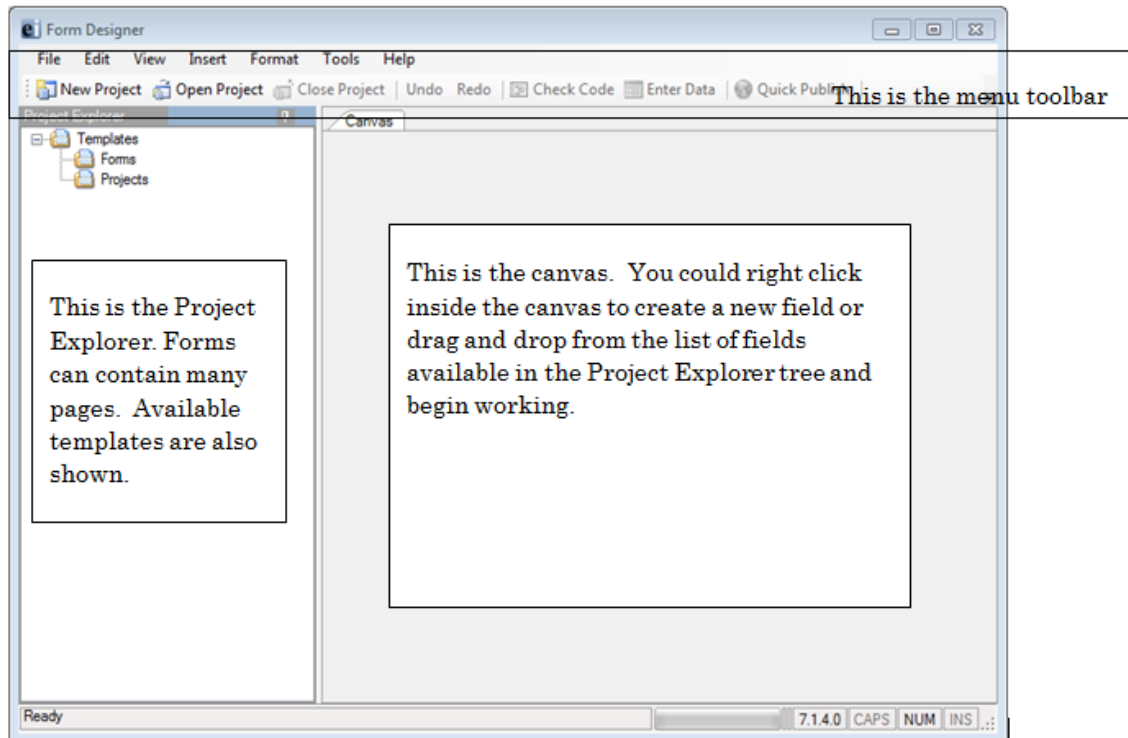 ei Form Designer
File Edit View Insert Format Tools Help
New Project Open Project Close Project Undo Redo Check Code Enter Data Quick Publish
This is the menu toolbar
Project Explorer
Canvas
Templates
Forms
Projects
This is the Project
Explorer. Forms
can contain many
pages. Available
templates are also
shown.
This is the canvas. You could right click
inside the canvas to create a new field or
drag and drop from the list of fields
available in the Project Explorer tree and
begin working.
Ready 7.1.4.0 CAPS NUM INS